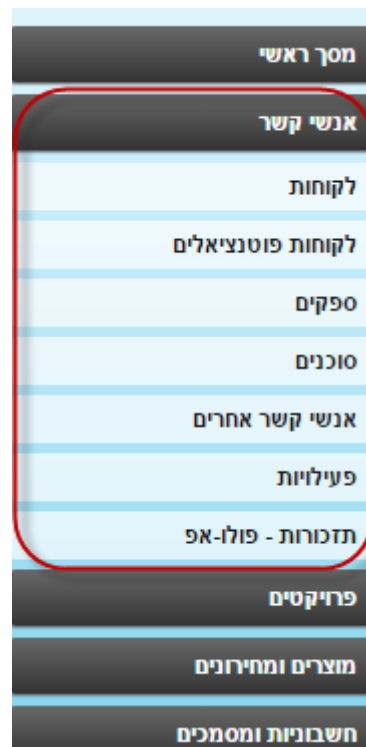 מסך ראשי
אנשי קשר
לקוחות
לקוחות פוטנציאלים
ספקים
סוכנים
אנשי קשר אחרים
פעילויות
תזכורות - פולו-אפ
פרויקטים
מוצרים ומחירונים
חשבוניות ומסמכים